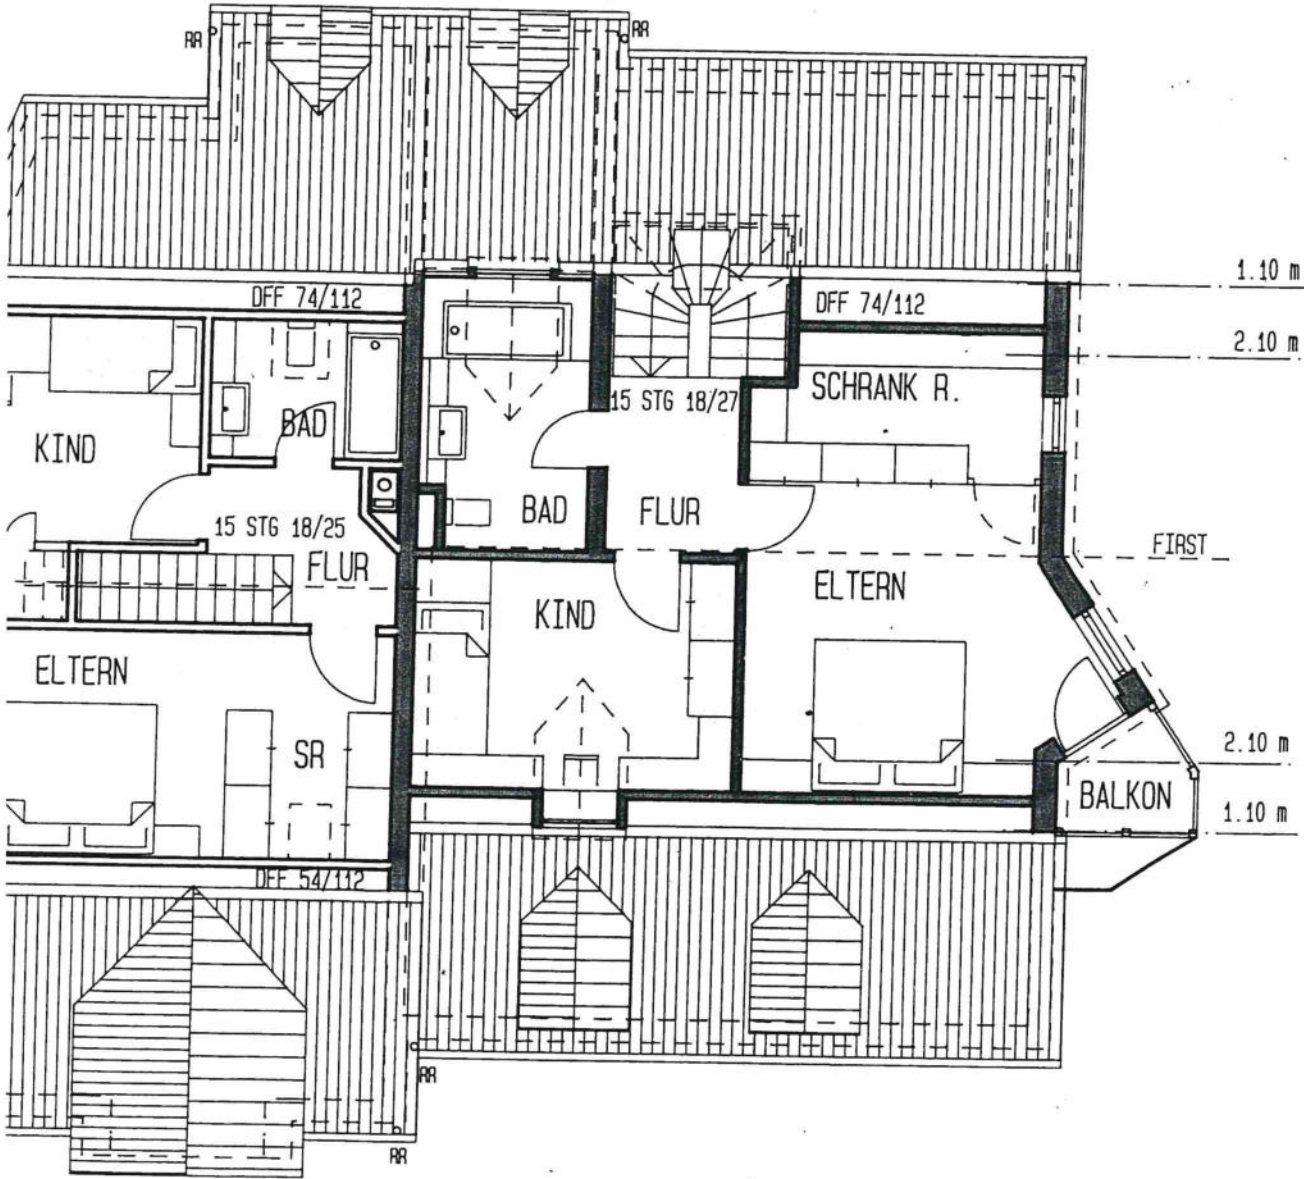 RR
RR
1.10 m
DFF 74/112
DFF 74/112
2.10 m
SCHRANK R.
15 STG 18/27
BAD
KIND
BAD
FLUR
15 STG 18/25
FIRST
FLUR
ELTERN
KIND
ELTERN
SR
2.10 m
BALKON
1.10 m
DFF 54/112
RR
RR